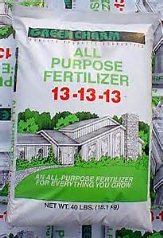 GREEN CHARM
ALL
PURPOSE
FERTILIZER
13-13-13
AN ALL-PURPOSE FERTILIZER
FOR EVERYTHING YOU GROW
NET WT. 40 LBS. (18.1 KG)